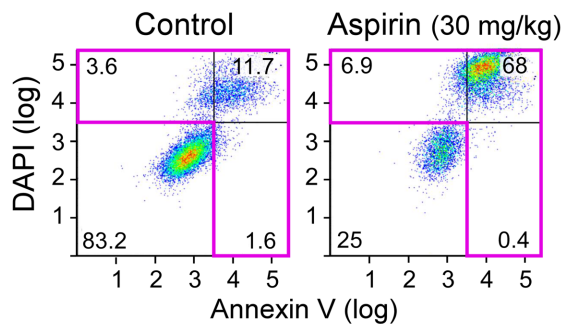 Control Aspirin (30 mg/kg)
DAPI (log)
5 3.6 11.7 5 6.9 68
4 4
3 3
2 2
1 1
83.2 1.6 25 0.4
1 2 3 4 5 1 2 3 4 5
Annexin V (log)